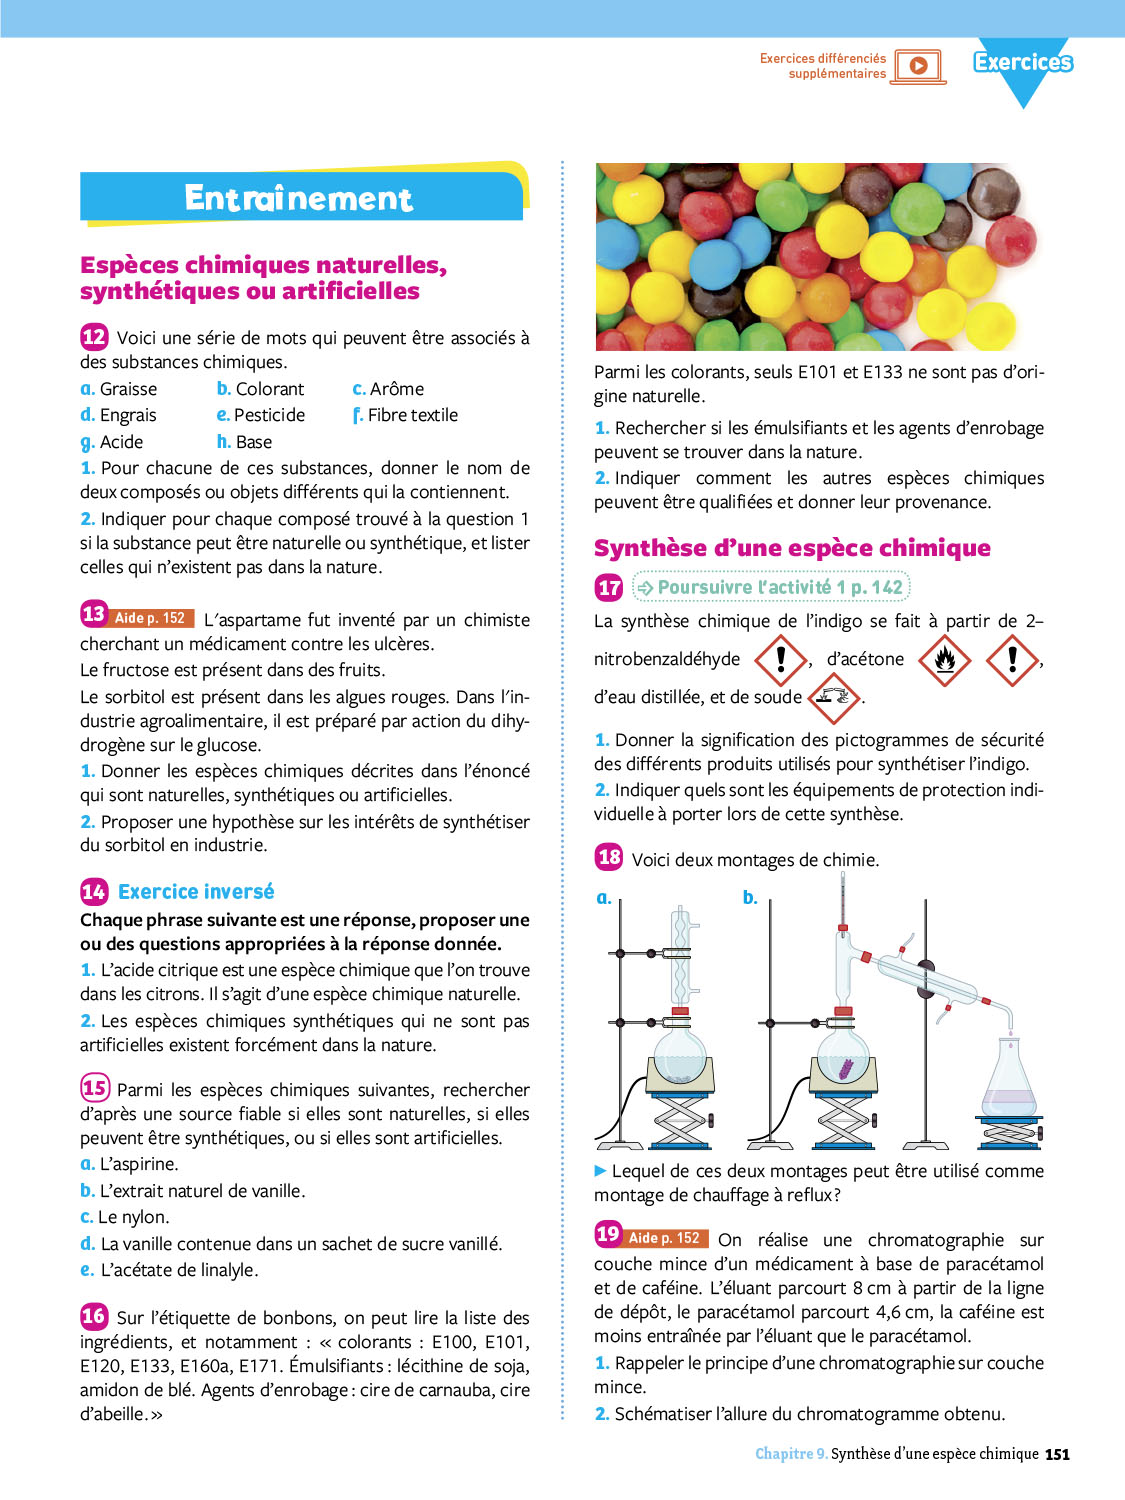 Exercices différenciés
supplémentaires
Exercices
Entraînement
Espèces chimiques naturelles,
synthétiques ou artificielles
12 Voici une série de mots qui peuvent être associés à
des substances chimiques.
a. Graisse b. Colorant c. Arôme
d. Engrais e. Pesticide f. Fibre textile
g. Acide h. Base
1. Pour chacune de ces substances, donner le nom de
deux composés ou objets différents qui la contiennent.
2. Indiquer pour chaque composé trouvé à la question 1
si la substance peut être naturelle ou synthétique, et lister
celles qui n'existent pas dans la nature.
13 Aide p. 152 L'aspartame fut inventé par un chimiste
cherchant un médicament contre les ulcères.
Le fructose est présent dans des fruits.
Le sorbitol est présent dans les algues rouges. Dans l'in-
dustrie agroalimentaire, il est préparé par action du dihy-
drogène sur le glucose.
1. Donner les espèces chimiques décrites dans l'énoncé
qui sont naturelles, synthétiques ou artificielles.
2. Proposer une hypothèse sur les intérêts de synthétiser
du sorbitol en industrie.
14 Exercice inversé
Chaque phrase suivante est une réponse, proposer une
ou des questions appropriées à la réponse donnée.
1. L'acide citrique est une espèce chimique que l'on trouve
dans les citrons. Il s'agit d'une espèce chimique naturelle.
2. Les espèces chimiques synthétiques qui ne sont pas
artificielles existent forcément dans la nature.
15 Parmi les espèces chimiques suivantes, rechercher
d'après une source fiable si elles sont naturelles, si elles
peuvent être synthétiques, ou si elles sont artificielles.
a. L'aspirine.
b. L'extrait naturel de vanille.
c. Le nylon.
d. La vanille contenue dans un sachet de sucre vanillé.
e. L'acétate de linalyle.
16 Sur l'étiquette de bonbons, on peut lire la liste des
ingrédients, et notamment : « colorants : E100, E101,
E120, E133, E160a, E171. Émulsifiants : lécithine de soja,
amidon de blé. Agents d'enrobage : cire de carnauba, cire
d'abeille. »
Parmi les colorants, seuls E101 et E133 ne sont pas d'ori-
gine naturelle.
1. Rechercher si les émulsifiants et les agents d'enrobage
peuvent se trouver dans la nature.
2. Indiquer comment les autres espèces chimiques
peuvent être qualifiées et donner leur provenance.
Synthèse d'une espèce chimique
17 Poursuivre l'activité 1 p. 142
La synthèse chimique de l'indigo se fait à partir de 2–
nitrobenzaldéhyde , d'acétone ,
d'eau distillée, et de soude .
1. Donner la signification des pictogrammes de sécurité
des différents produits utilisés pour synthétiser l'indigo.
2. Indiquer quels sont les équipements de protection indi-
viduelle à porter lors de cette synthèse.
18 Voici deux montages de chimie.
a. b.
Lequel de ces deux montages peut être utilisé comme
montage de chauffage à reflux ?
19 Aide p. 152 On réalise une chromatographie sur
couche mince d'un médicament à base de paracétamol
et de caféine. L'éluant parcourt 8 cm à partir de la ligne
de dépôt, le paracétamol parcourt 4,6 cm, la caféine est
moins entraînée par l'éluant que le paracétamol.
1. Rappeler le principe d'une chromatographie sur couche
mince.
2. Schématiser l'allure du chromatogramme obtenu.
Chapitre 9. Synthèse d'une espèce chimique 151